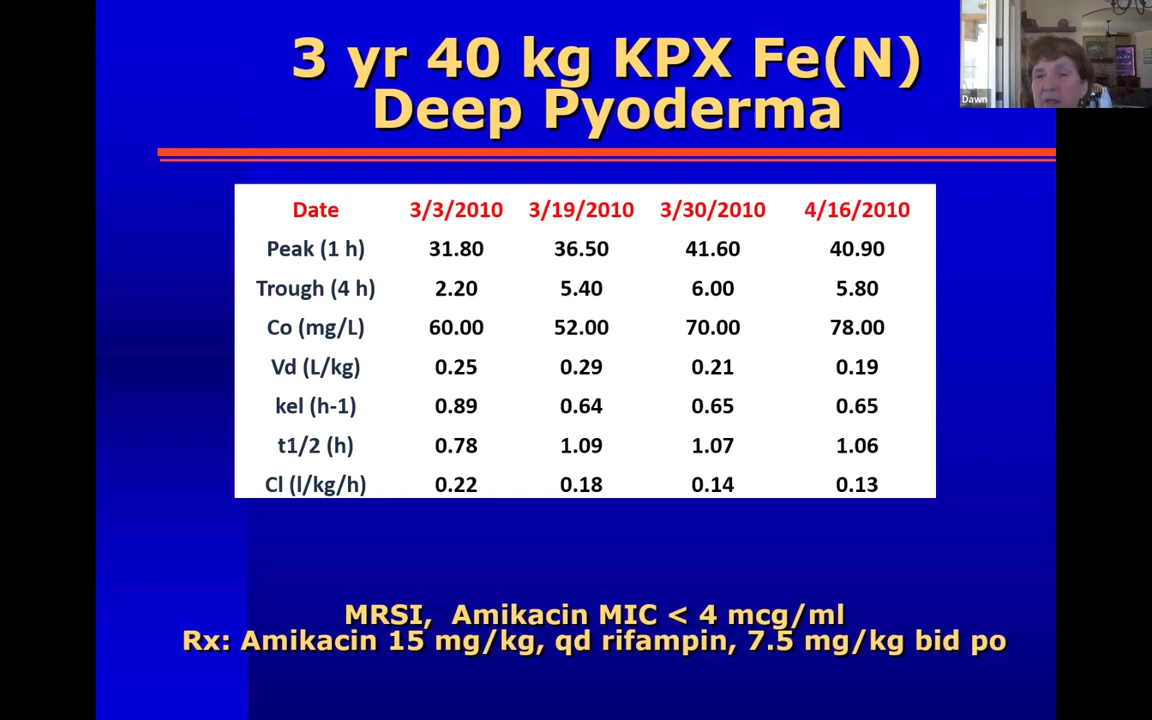 3 yr 40 kg KPX Fe(N)
Deep Pyoderma
Dawn
Date 3/3/2010 3/19/2010 3/30/2010 4/16/2010
Peak (1 h) 31.80 36.50 41.60 40.90
Trough (4 h) 2.20 5.40 6.00 5.80
Co (mg/L) 60.00 52.00 70.00 78.00
Vd (L/kg) 0.25 0.29 0.21 0.19
kel (h-1) 0.89 0.64 0.65 0.65
t1/2 (h) 0.78 1.09 1.07 1.06
Cl (l/kg/h) 0.22 0.18 0.14 0.13
MRSI, Amikacin MIC < 4 mcg/ml
Rx: Amikacin 15 mg/kg, qd rifampin, 7.5 mg/kg bid po